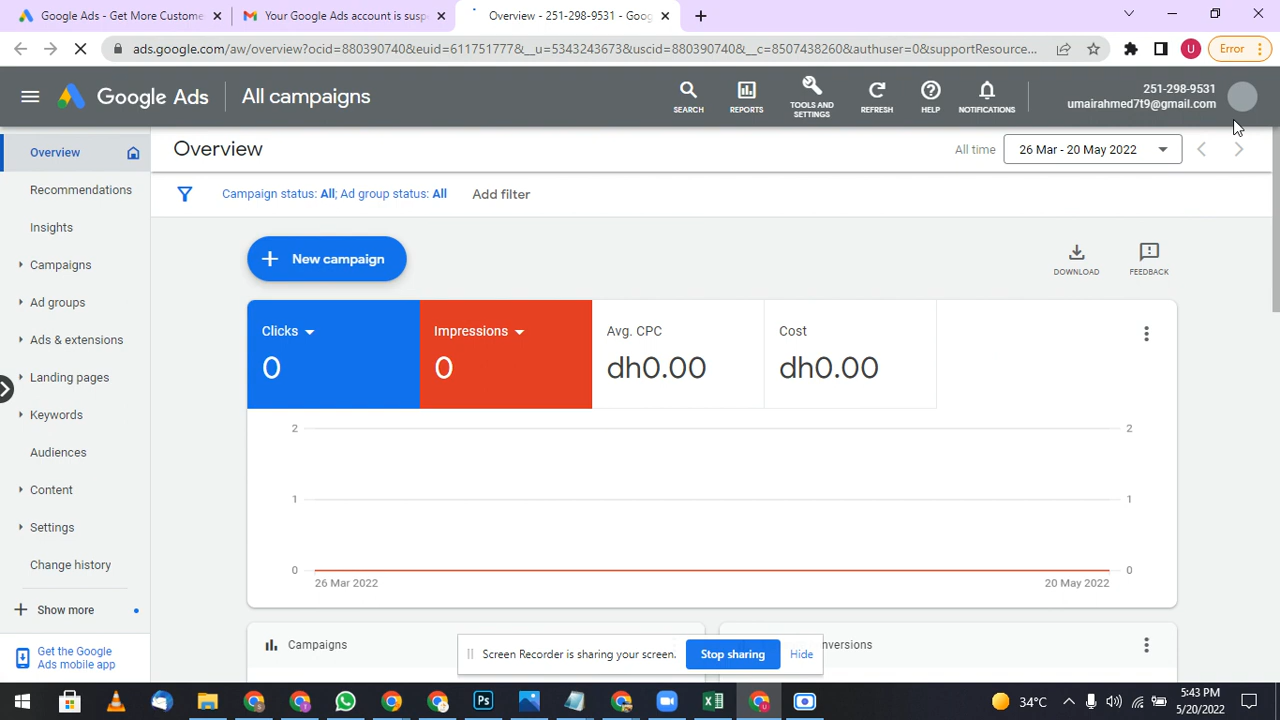 Google Ads - Get More Custome
Your Google Ads account is susp
Overview - 251-298-9531 - Goog
ads.google.com/aw/overview?ocid=880390740&euid=611751777&__u=5343243673&uscid=880390740&__c=8507438260&authuser=0&supportResource...
U
Error
Google Ads
All campaigns
SEARCH
REPORTS
TOOLS AND SETTINGS
REFRESH
HELP
NOTIFICATIONS
251-298-9531
umairahmed7t9@gmail.com
Overview
Recommendations
Insights
Campaigns
Ad groups
Ads & extensions
Landing pages
Keywords
Audiences
Content
Settings
Change history
Show more
Get the Google
Ads mobile app
Overview
All time
26 Mar - 20 May 2022
Campaign status: All; Ad group status: All
Add filter
New campaign
DOWNLOAD
FEEDBACK
Clicks
0
Impressions
0
Avg. CPC
dh0.00
Cost
dh0.00
2
2
1
1
0
0
26 Mar 2022
20 May 2022
Campaigns
nversions
Screen Recorder is sharing your screen.
Stop sharing
Hide
Ps
34°C
5:43 PM
5/20/2022